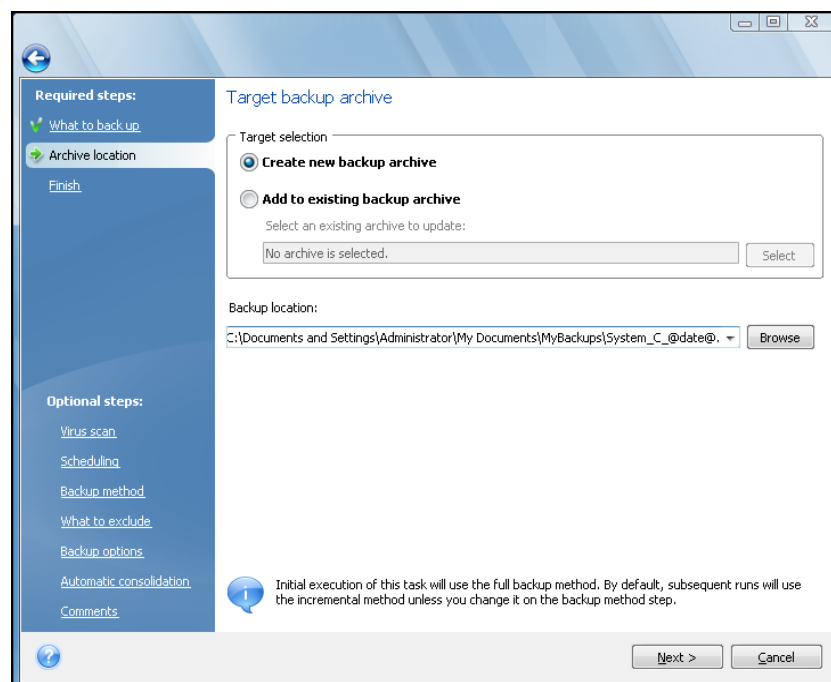 Required steps:
What to back up
Archive location
Finish
Optional steps:
Virus scan
Scheduling
Backup method
What to exclude
Backup options
Automatic consolidation
Comments
Target backup archive
Target selection
Create new backup archive
Add to existing backup archive
Select an existing archive to update:
No archive is selected.
Select
Backup location:
C:\Documents and Settings\Administrator\My Documents\MyBackups\System_C_@date@.
Browse
Initial execution of this task will use the full backup method. By default, subsequent runs will use
the incremental method unless you change it on the backup method step.
Next >
Cancel